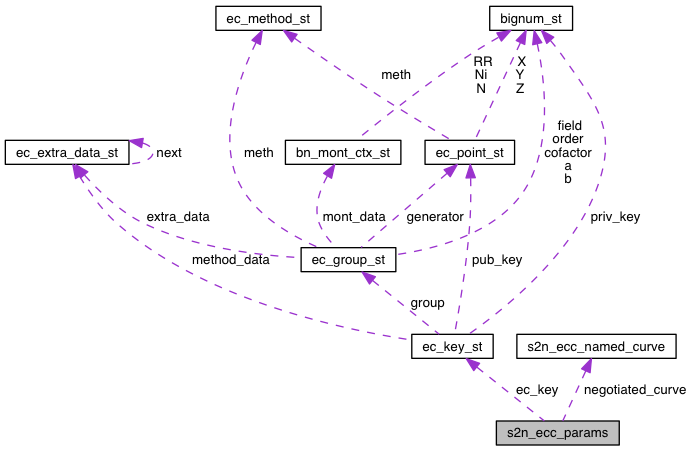 ec_method_st
bignum_st
RR
Ni
N
X
Y
Z
meth
ec_extra_data_st
next
meth
bn_mont_ctx_st
ec_point_st
field
order
cofactor
a
b
extra_data
mont_data
generator
priv_key
method_data
ec_group_st
pub_key
group
ec_key_st
s2n_ecc_named_curve
ec_key
negotiated_curve
s2n_ecc_params